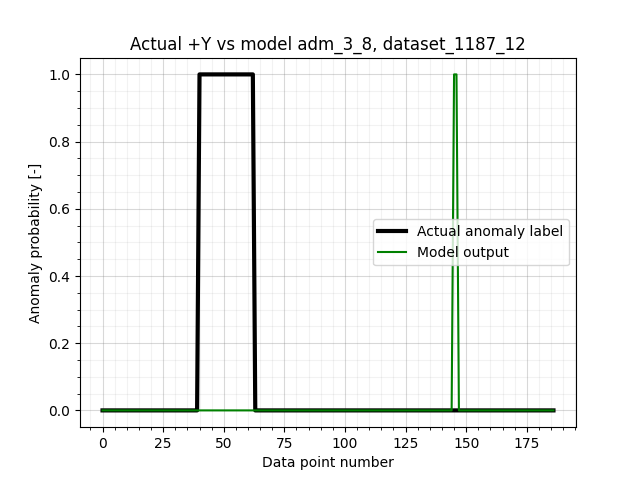 Actual +Y vs model adm_3_8, dataset_1187_12
1.0
0.8
0.6
0.4
0.2
0.0
Anomaly probability [-]
Actual anomaly label
Model output
0 25 50 75 100 125 150 175
Data point number